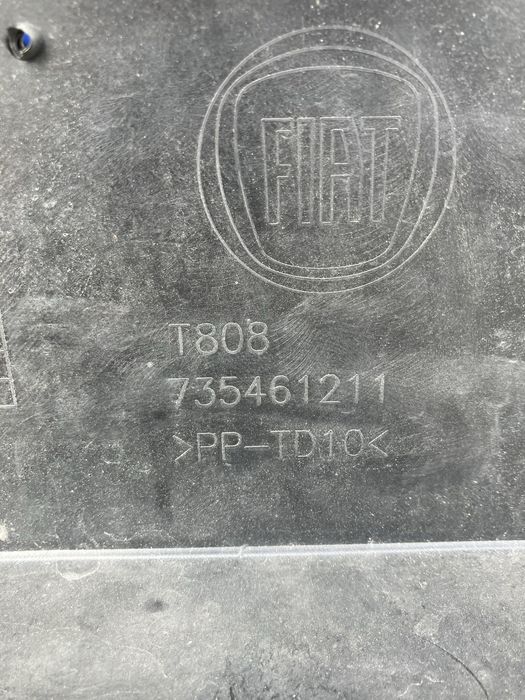 FIAT
T808
735461211
>PP-TD10<